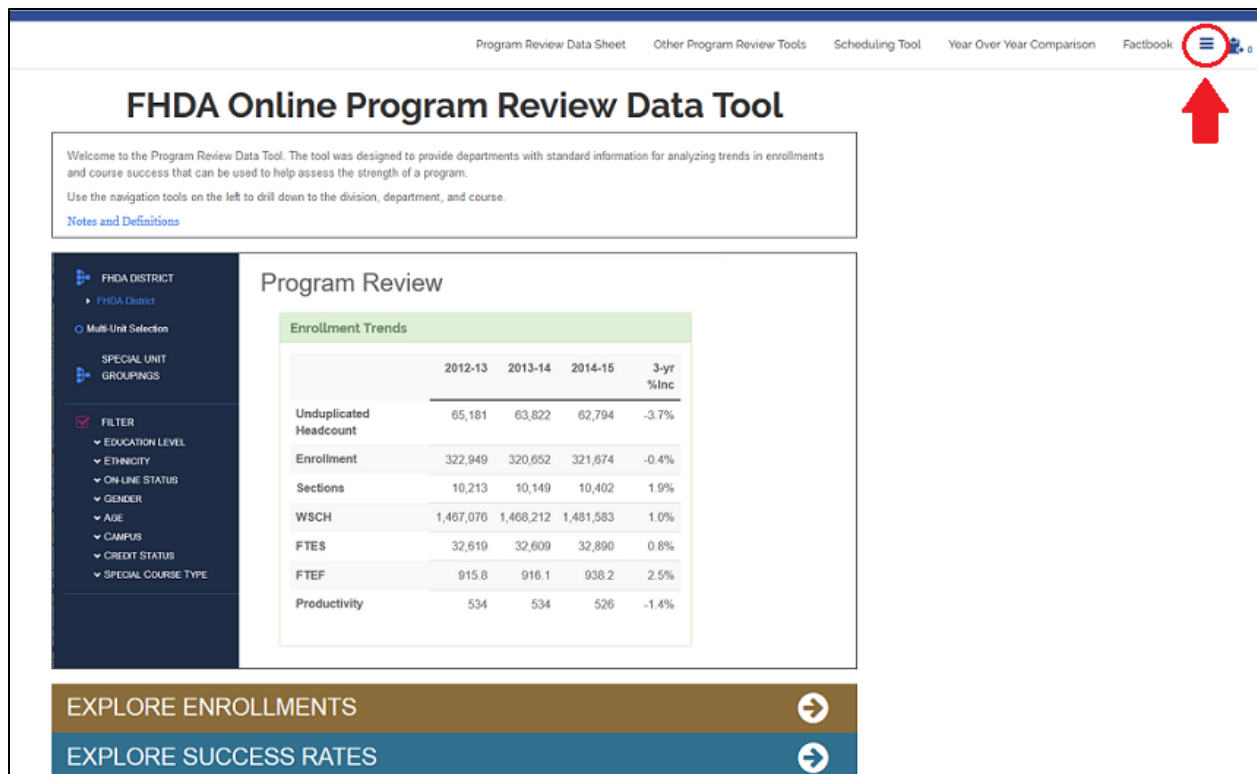 Program Review Data Sheet Other Program Review Tools Scheduling Tool Year Over Year Comparison Factbook 0
FHDA Online Program Review Data Tool
Welcome to the Program Review Data Tool. The tool was designed to provide departments with standard information for analyzing trends in enrollments
and course success that can be used to help assess the strength of a program.
Use the navigation tools on the left to drill down to the division, department, and course.
Notes and Definitions
FHDA DISTRICT
FHDA District
Multi-Unit Selection
SPECIAL UNIT
GROUPINGS
FILTER
EDUCATION LEVEL
ETHNICITY
ON-LINE STATUS
GENDER
AGE
CAMPUS
CREDIT STATUS
SPECIAL COURSE TYPE
Program Review
Enrollment Trends
2012-13 2013-14 2014-15 3-yr
%Inc
Unduplicated 65,181 63,822 62,794 -3.7%
Headcount
Enrollment 322,949 320,652 321,674 -0.4%
Sections 10,213 10,149 10,402 1.9%
WSCH 1,467,076 1,468,212 1,481,583 1.0%
FTES 32,619 32,609 32,890 0.8%
FTEF 915.8 916.1 938.2 2.5%
Productivity 534 534 526 -1.4%
EXPLORE ENROLLMENTS
EXPLORE SUCCESS RATES